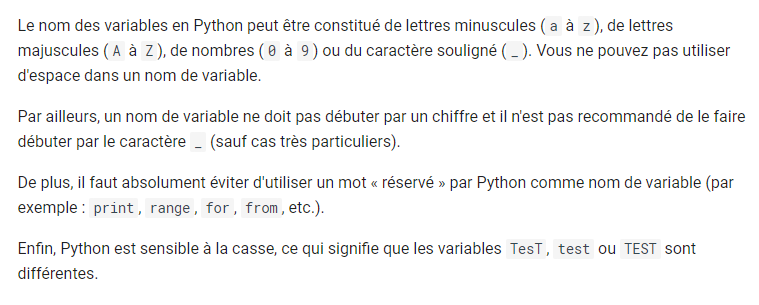 Le nom des variables en Python peut être constitué de lettres minuscules ( a à z ), de lettres
majuscules ( A à Z ), de nombres ( 0 à 9 ) ou du caractère souligné ( _ ). Vous ne pouvez pas utiliser
d'espace dans un nom de variable.
Par ailleurs, un nom de variable ne doit pas débuter par un chiffre et il n'est pas recommandé de le faire
débuter par le caractère _ (sauf cas très particuliers).
De plus, il faut absolument éviter d'utiliser un mot « réservé » par Python comme nom de variable (par
exemple : print , range , for , from , etc.).
Enfin, Python est sensible à la casse, ce qui signifie que les variables TesT , test ou TEST sont
différentes.